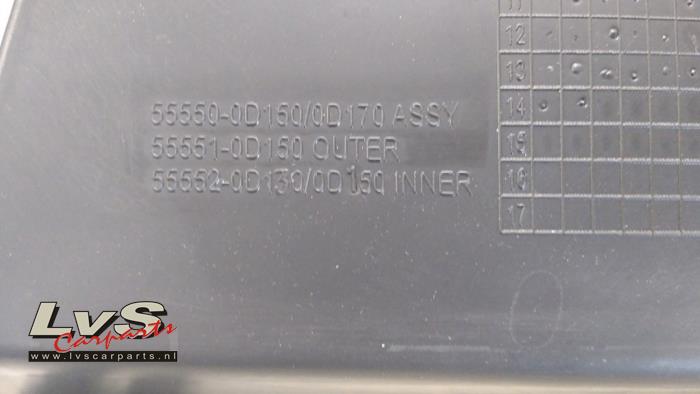 11
12
13
14
15
16
17
55550-0D150/0D170 ASSY
55551-0D150 OUTER
55552-0D130/0D150 INNER
LvS
Carparts
www.lvscarparts.nl